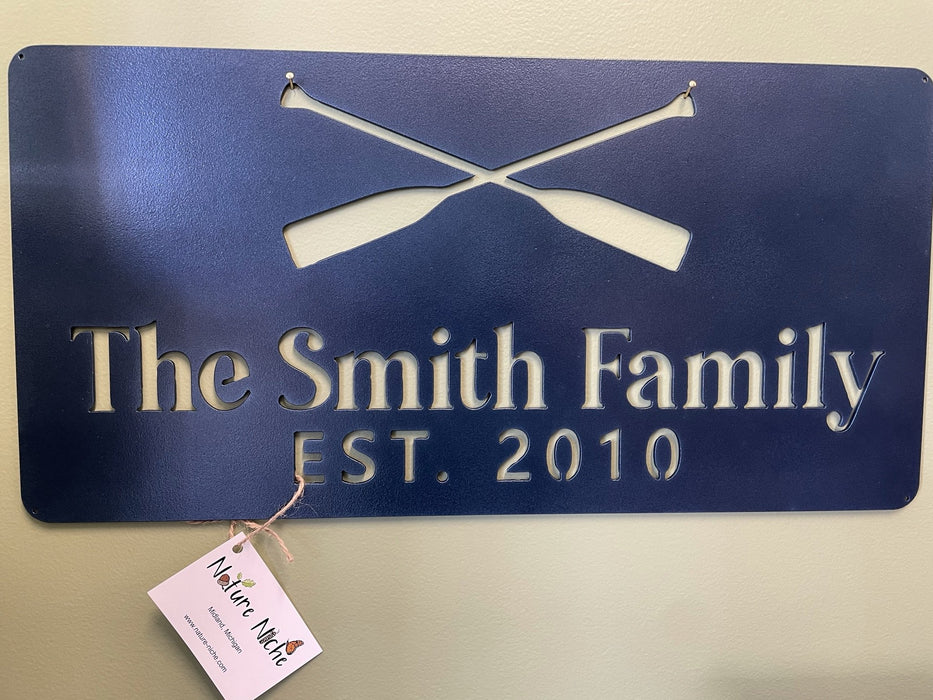 The Smith Family
EST. 2010
Nature Niche
Midland, Michigan
www.nature-niche.com